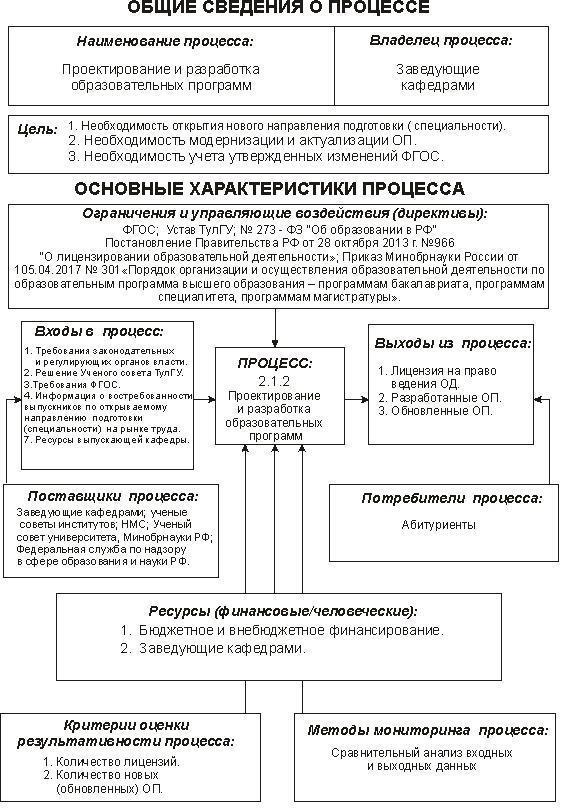 ОБЩИЕ СВЕДЕНИЯ О ПРОЦЕССЕ
Наименование процесса:
Проектирование и разработка
образовательных программ
Владелец процесса:
Заведующие
кафедрами
Цель: 1. Необходимость открытия нового направления подготовки ( специальности).
2. Необходимость модернизации и актуализации ОП.
3. Необходимость учета утвержденных изменений ФГОС.
ОСНОВНЫЕ ХАРАКТЕРИСТИКИ ПРОЦЕССА
Ограничения и управляющие воздействия (директивы):
ФГОС; Устав ТулГУ; № 273 - ФЗ "Об образовании в РФ"
Постановление Правительства РФ от 28 октября 2013 г. №966
"О лицензировании образовательной деятельности»; Приказ Минобрнауки России от
105.04.2017 № 301«Порядок организации и осуществления образовательной деятельности по
образовательным программа высшего образования – программам бакалавриата, программам
специалитета, программам магистратуры».
Входы в процесс:
1. Требования законодательных
и регулирующих органов власти.
2. Решение Ученого совета ТулГУ.
3.Требования ФГОС.
4. Информация о востребованности
выпускников по открываемому
направлению подготовки
(специальности) на рынке труда.
7. Ресурсы выпускающей кафедры.
ПРОЦЕСС:
2.1.2
Проектирование
и разработка
образовательных
программ
Выходы из процесса:
1. Лицензия на право
ведения ОД.
2. Разработанные ОП.
3. Обновленные ОП.
Поставщики процесса:
Заведующие кафедрами; ученые
советы институтов; НМС; Ученый
совет университета, Минобрнауки РФ;
Федеральная служба по надзору
в сфере образования и науки РФ.
Потребители процесса:
Абитуриенты
Ресурсы (финансовые/человеческие):
1. Бюджетное и внебюджетное финансирование.
2. Заведующие кафедрами.
Критерии оценки
результативности процесса:
1. Количество лицензий.
2. Количество новых
(обновленных) ОП.
Методы мониторинга процесса:
Сравнительный анализ входных
и выходных данных